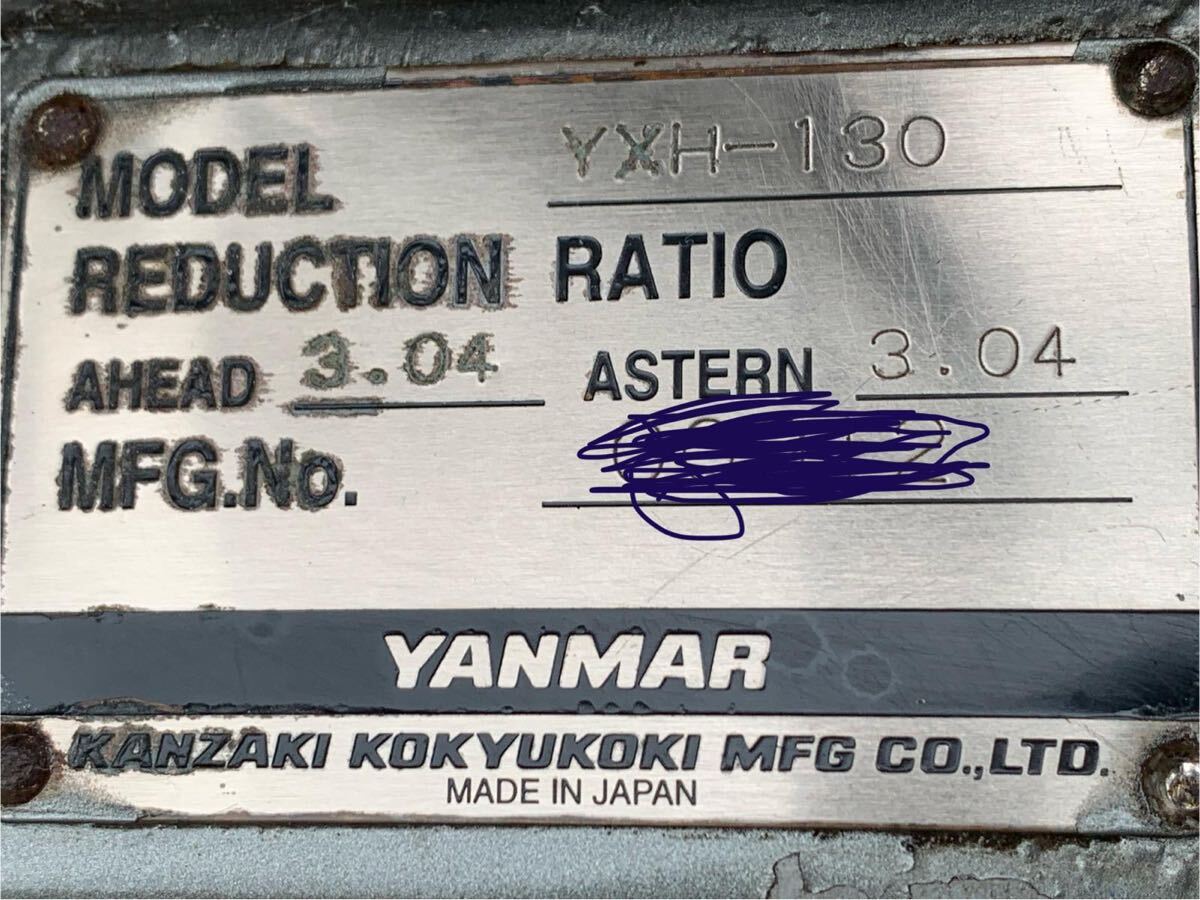 MODEL YXH-130
REDUCTION RATIO
AHEAD 3.04 ASTERN 3.04
MFG.No.
YANMAR
KANZAKI KOKYUKOKI MFG CO.,LTD.
MADE IN JAPAN